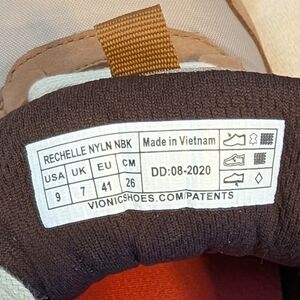 RECHELLE NYLN NBK
USA UK EU CM
9 7 41 26
Made in Vietnam
DD:08-2020
VIONICSHOES.COM/PATENTS